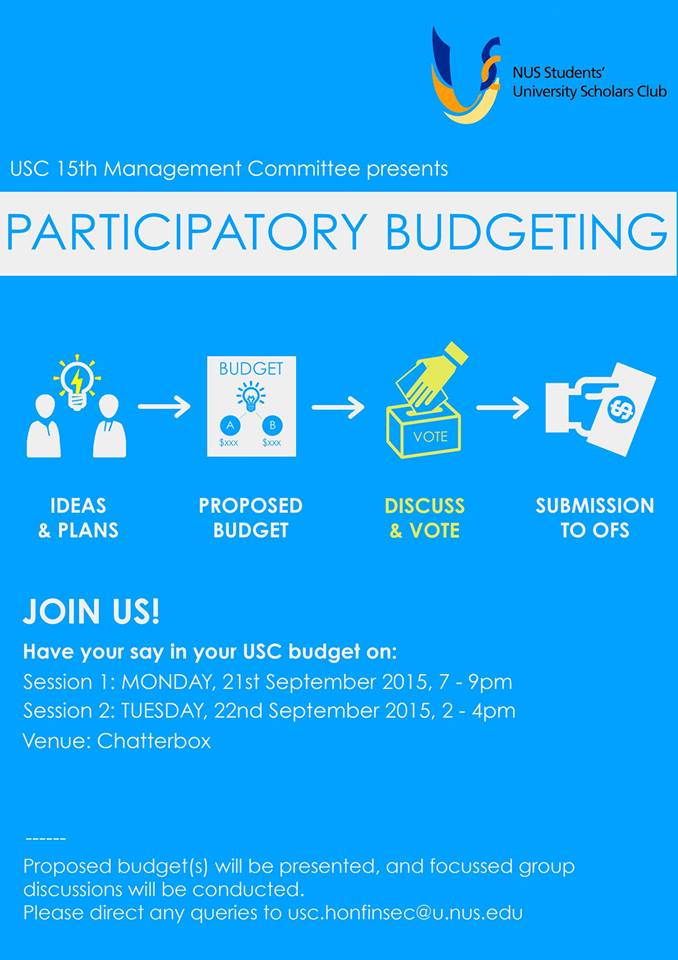 NUS Students'
University Scholars Club
USC 15th Management Committee presents
PARTICIPATORY BUDGETING
BUDGET
A B
$xxx $xxx
VOTE
$
IDEAS
& PLANS
PROPOSED
BUDGET
DISCUSS
& VOTE
SUBMISSION
TO OFS
JOIN US!
Have your say in your USC budget on:
Session 1: MONDAY, 21st September 2015, 7 - 9pm
Session 2: TUESDAY, 22nd September 2015, 2 - 4pm
Venue: Chatterbox
------
Proposed budget(s) will be presented, and focussed group
discussions will be conducted.
Please direct any queries to usc.honfinsec@u.nus.edu